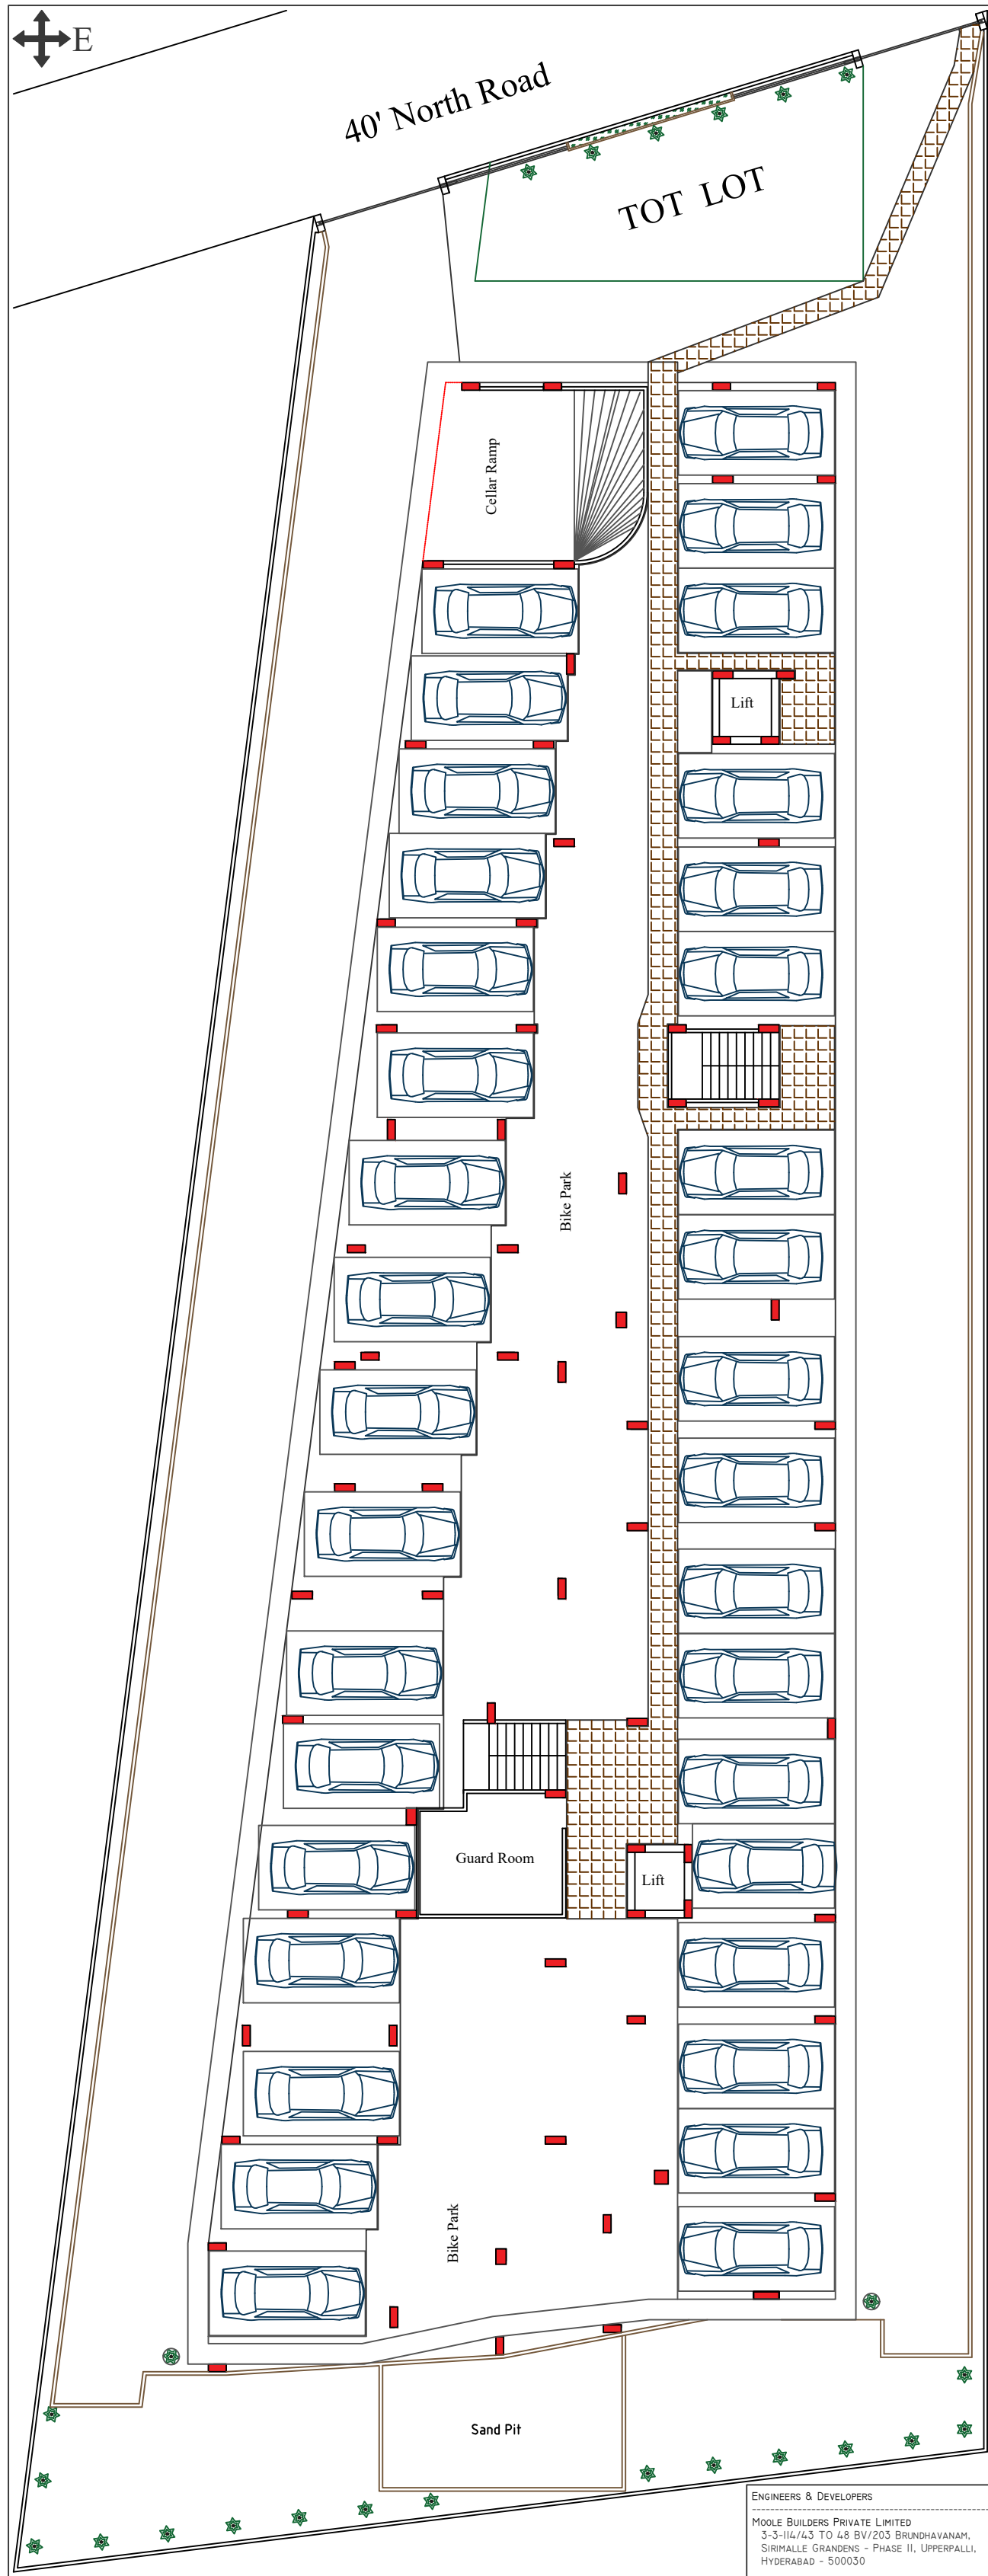 E
40' North Road
TOT LOT
Cellar Ramp
Lift
Bike Park
Guard Room
Lift
Bike Park
Sand Pit
ENGINEERS & DEVELOPERS
MOOLE BUILDERS PRIVATE LIMITED
3-3-114/43 TO 48 BV/203 BRUNDHAVANAM,
SIRIMALLE GRANDENS - PHASE II, UPPERPALLI,
HYDERABAD - 500030